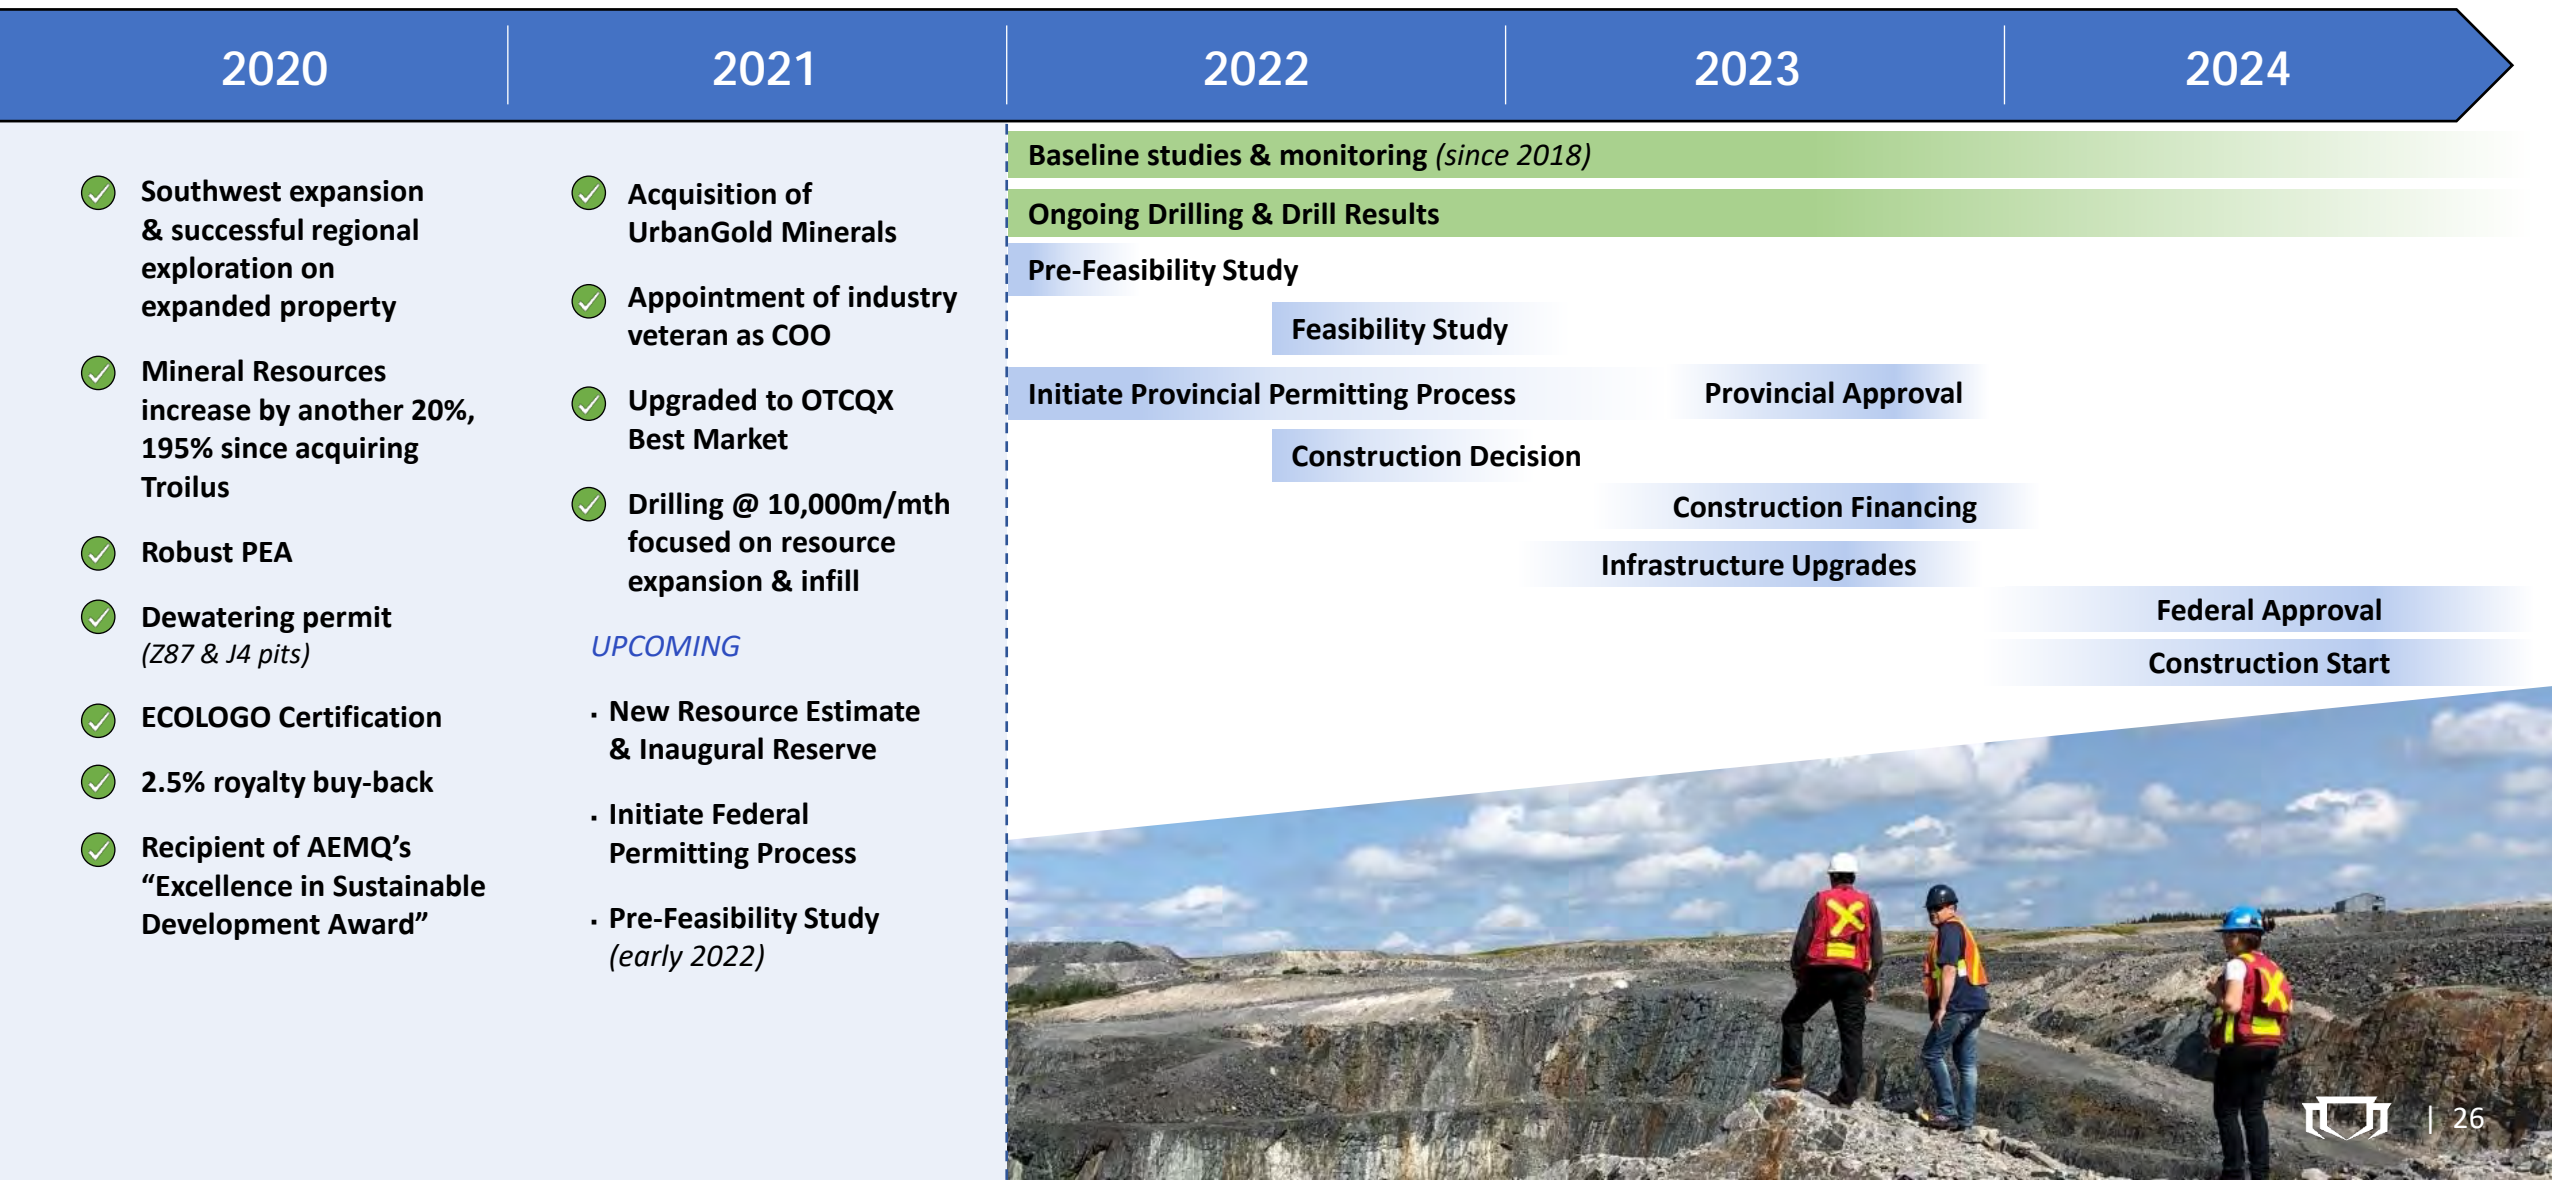 2020
2021
2022
2023
2024
Southwest expansion
& successful regional
exploration on
expanded property
Mineral Resources
increase by another 20%,
195% since acquiring
Troilus
Robust PEA
Dewatering permit
(Z87 & J4 pits)
ECOLOGO Certification
2.5% royalty buy-back
Recipient of AEMQ’s
“Excellence in Sustainable
Development Award”
Acquisition of
UrbanGold Minerals
Appointment of industry
veteran as COO
Upgraded to OTCQX
Best Market
Drilling @ 10,000m/mth
focused on resource
expansion & infill
UPCOMING
▪ New Resource Estimate
& Inaugural Reserve
▪ Initiate Federal
Permitting Process
▪ Pre-Feasibility Study
(early 2022)
Baseline studies & monitoring (since 2018)
Ongoing Drilling & Drill Results
Pre-Feasibility Study
Feasibility Study
Initiate Provincial Permitting Process
Provincial Approval
Construction Decision
Construction Financing
Infrastructure Upgrades
Federal Approval
Construction Start
| 26